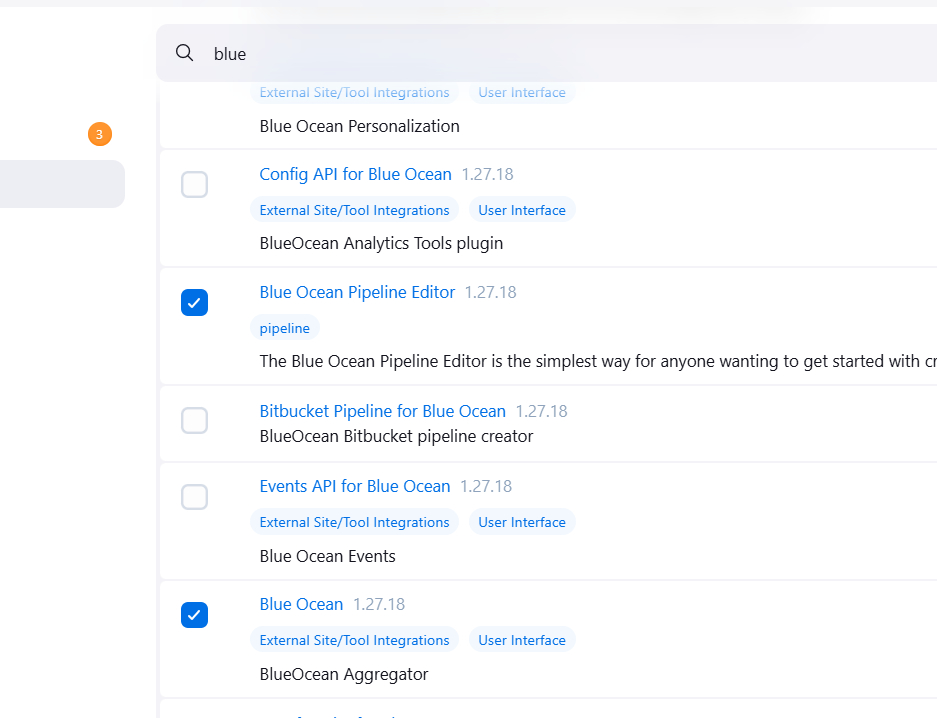 blue
External Site/Tool Integrations User Interface
Blue Ocean Personalization
3
Config API for Blue Ocean 1.27.18
External Site/Tool Integrations User Interface
BlueOcean Analytics Tools plugin
Blue Ocean Pipeline Editor 1.27.18
pipeline
The Blue Ocean Pipeline Editor is the simplest way for anyone wanting to get started with
Bitbucket Pipeline for Blue Ocean 1.27.18
BlueOcean Bitbucket pipeline creator
Events API for Blue Ocean 1.27.18
External Site/Tool Integrations User Interface
Blue Ocean Events
Blue Ocean 1.27.18
External Site/Tool Integrations User Interface
BlueOcean Aggregator